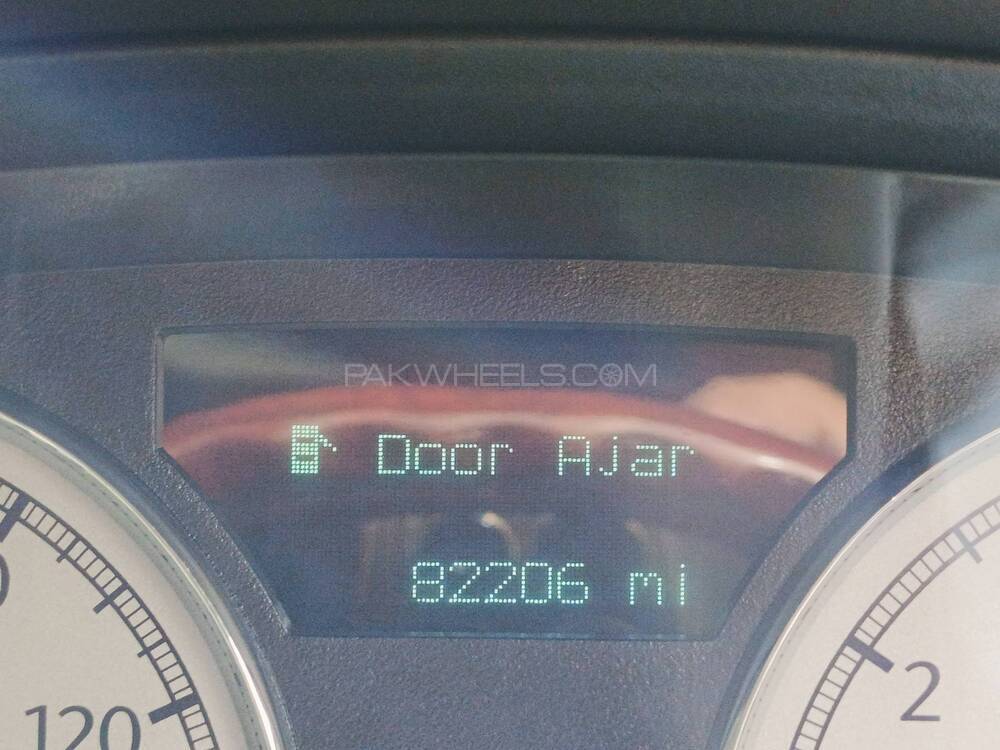 PAKWHEELS.COM
Door Ajar
82206 mi
120
2